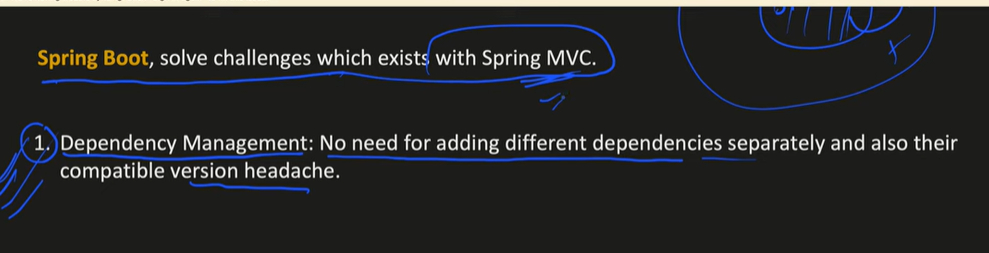 Spring Boot, solve challenges which exists with Spring MVC.
1. Dependency Management: No need for adding different dependencies separately and also their
compatible version headache.